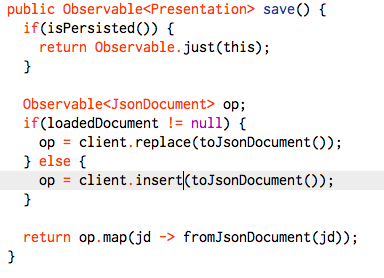 public Observable<Presentation> save() {
  if(isPersisted()) {
    return Observable.just(this);
  }

  Observable<JsonDocument> op;
  if(loadedDocument != null) {
    op = client.replace(toJsonDocument());
  } else {
    op = client.insert(toJsonDocument());
  }

  return op.map(jd -> fromJsonDocument(jd));
}